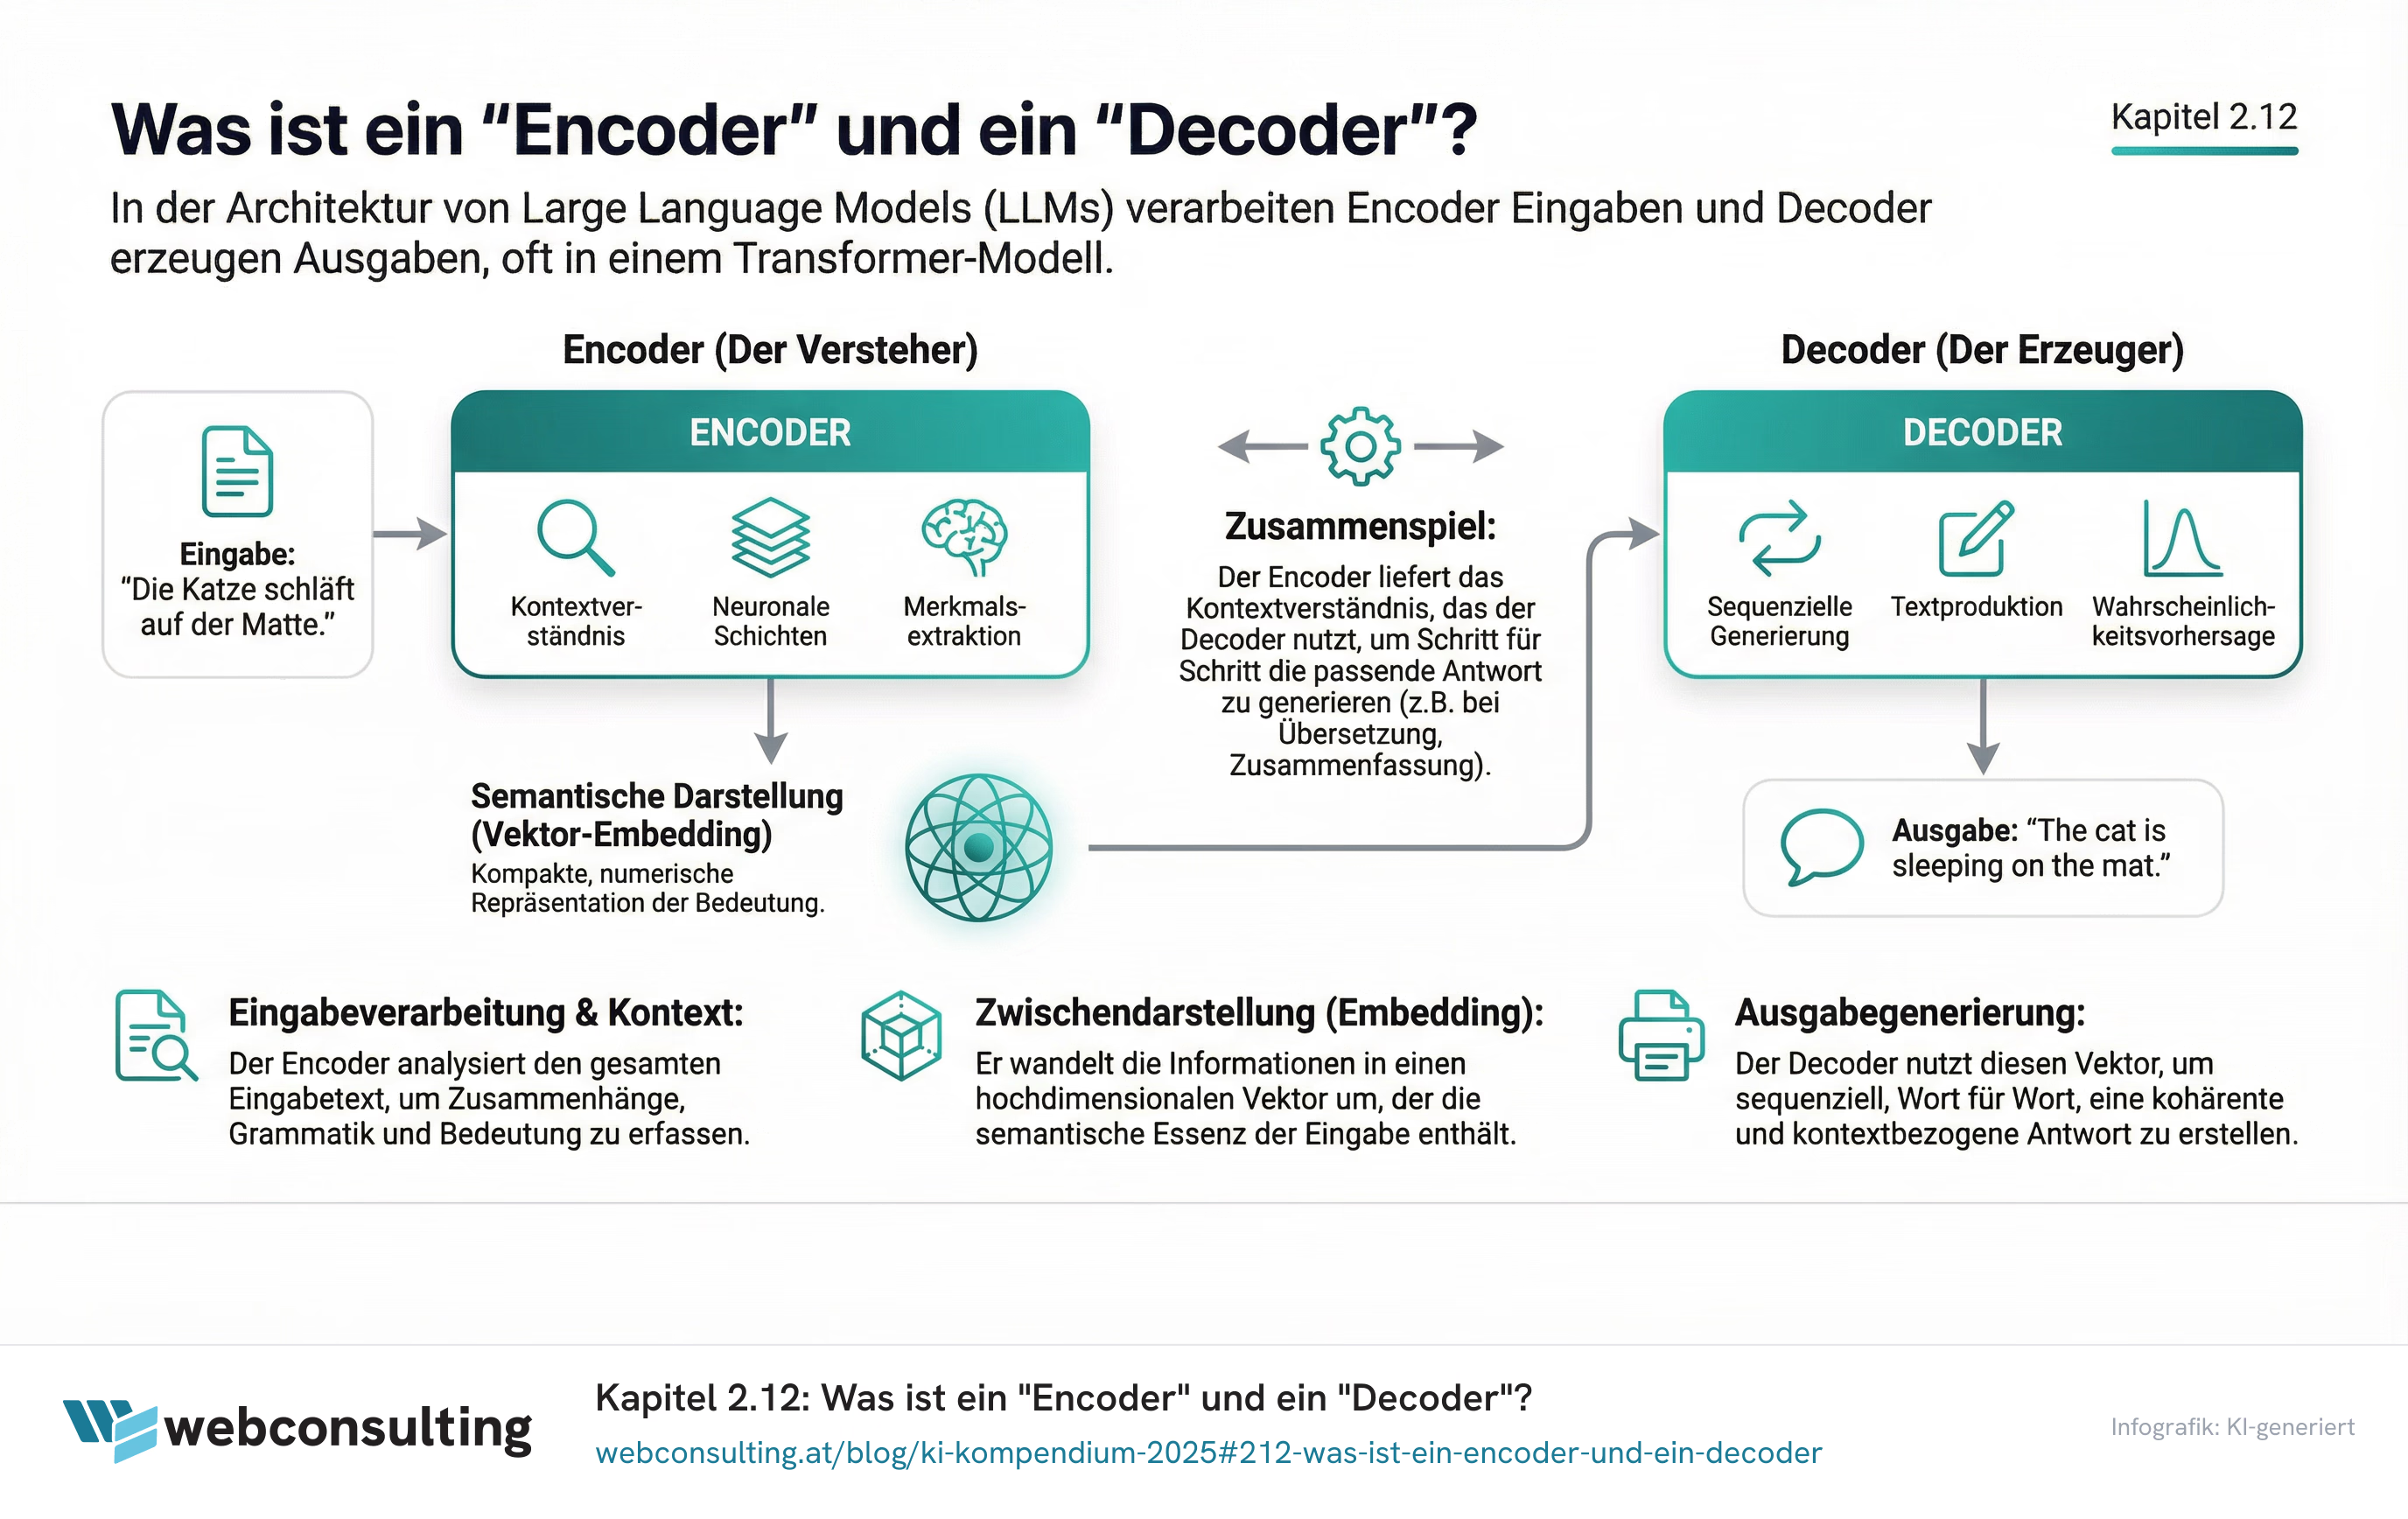 Was ist ein “Encoder” und ein “Decoder”?
Kapitel 2.12
In der Architektur von Large Language Models (LLMs) verarbeiten Encoder Eingaben und Decoder
erzeugen Ausgaben, oft in einem Transformer-Modell.
Eingabe:
“Die Katze schläft
auf der Matte.”
Encoder (Der Versteher)
ENCODER
Kontextver-
ständnis
Neuronale
Schichten
Merkmals-
extraktion
Semantische Darstellung
(Vektor-Embedding)
Kompakte, numerische
Repräsentation der Bedeutung.
Zusammenspiel:
Der Encoder liefert das
Kontextverständnis, das der
Decoder nutzt, um Schritt für
Schritt die passende Antwort
zu generieren (z.B. bei
Übersetzung,
Zusammenfassung).
Decoder (Der Erzeuger)
DECODER
Sequenzielle
Generierung
Textproduktion
Wahrscheinlich-
keitsvorhersage
Ausgabe: “The cat is
sleeping on the mat.”
Eingabeverarbeitung & Kontext:
Der Encoder analysiert den gesamten
Eingabetext, um Zusammenhänge,
Grammatik und Bedeutung zu erfassen.
Zwischendarstellung (Embedding):
Er wandelt die Informationen in einen
hochdimensionalen Vektor um, der die
semantische Essenz der Eingabe enthält.
Ausgabegenerierung:
Der Decoder nutzt diesen Vektor, um
sequenziell, Wort für Wort, eine kohärente
und kontextbezogene Antwort zu erstellen.
webconsulting
Kapitel 2.12: Was ist ein "Encoder" und ein "Decoder"?
webconsulting.at/blog/ki-kompendium-2025#212-was-ist-ein-encoder-und-ein-decoder
Infografik: KI-generiert